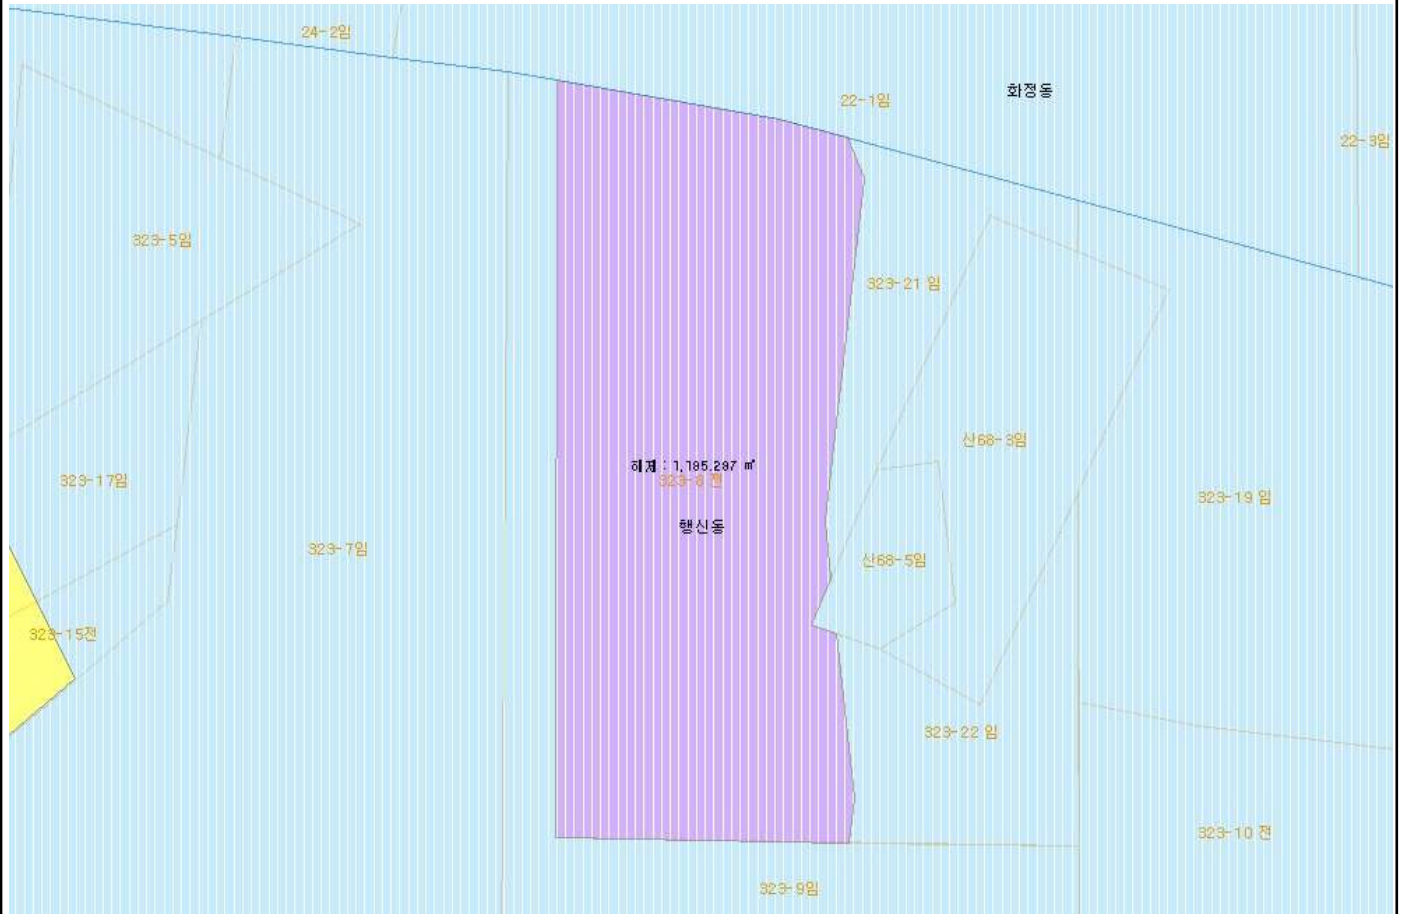 24-2임
화정동
22-1임
22-3임
323-5임
323-21 임
산68-3임
해제 : 1,195.287 ㎡
323-8 전
323-17임
323-19 임
행신동
323-7임
산68-5임
323-15전
323-22 임
323-10 전
323-9임